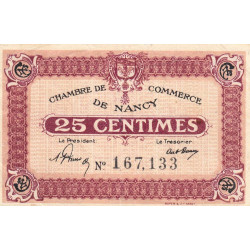 CHAMBRE DE COMMERCE
DE NANCY
25 CENTIMES
Le Président Le Trésorier
No 167,133